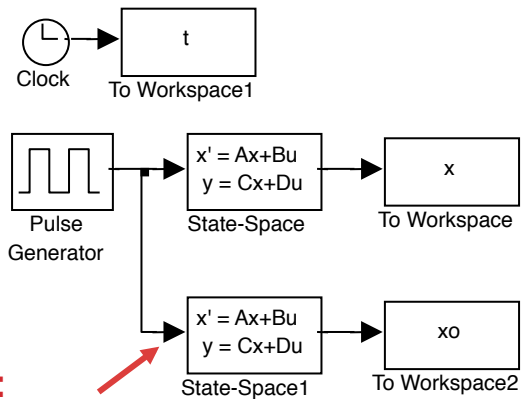 t
Clock
To Workspace1
x' = Ax+Bu
y = Cx+Du
x
Pulse
Generator
State-Space
To Workspace
x' = Ax+Bu
y = Cx+Du
xo
:
State-Space1
To Workspace2